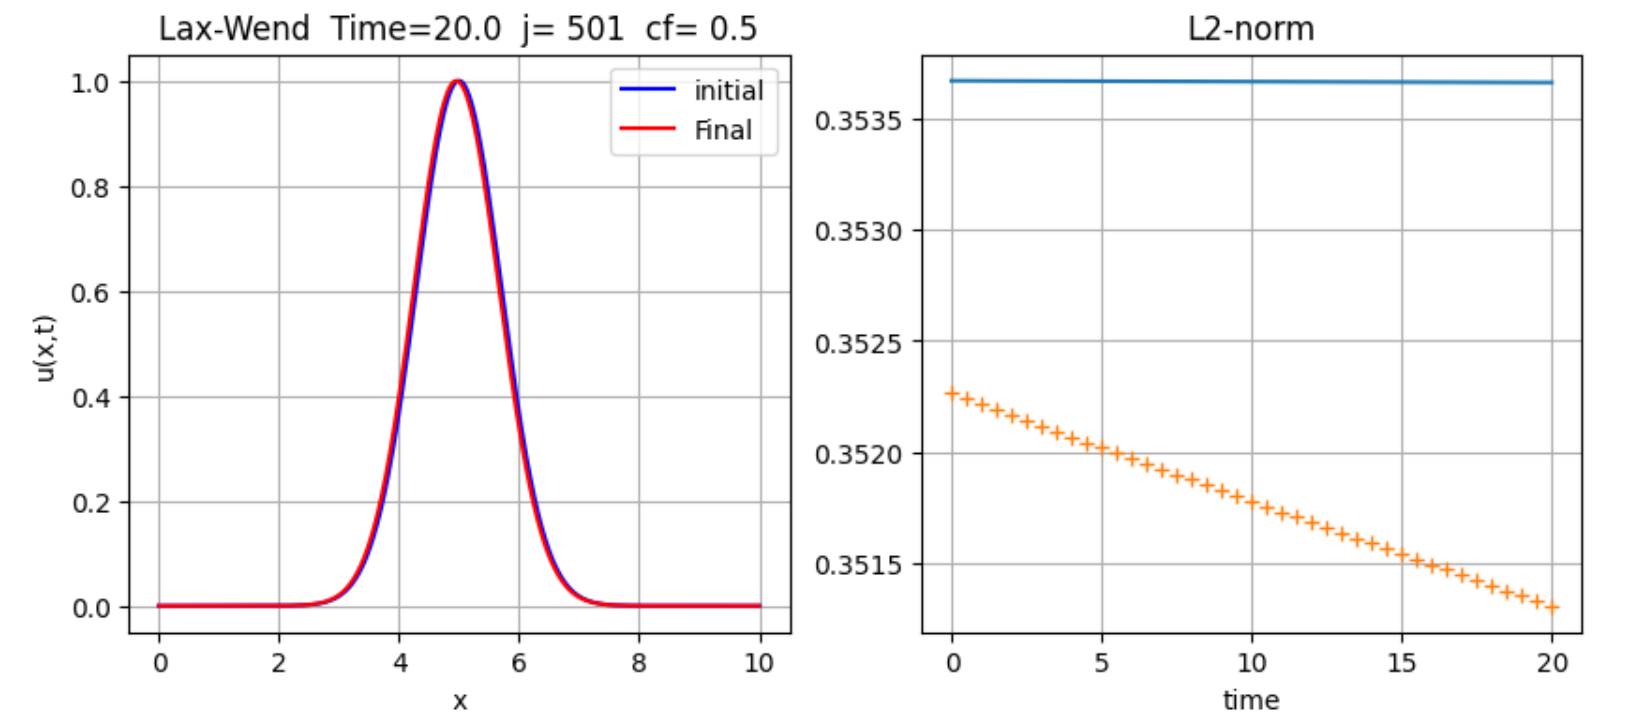 Lax-Wend Time=20.0 j= 501 cf= 0.5
1.0
0.8
0.6
0.4
0.2
0.0
u(x,t)
initial
Final
0 2 4 6 8 10
x
L2-norm
0.3535
0.3530
0.3525
0.3520
0.3515
0 5 10 15 20
time